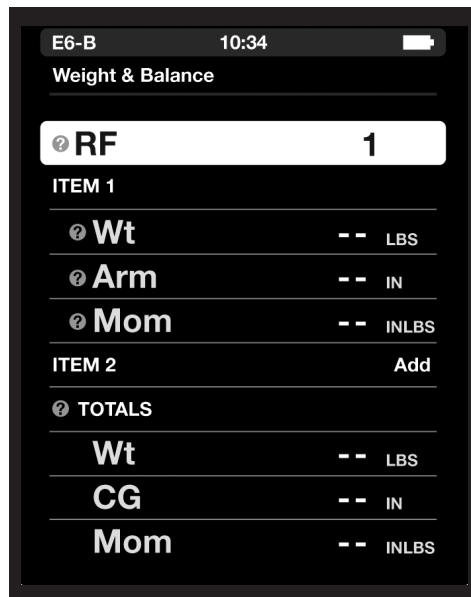 E6-B 10:34
Weight & Balance
? RF 1
ITEM 1
? Wt -- LBS
? Arm -- IN
? Mom -- INLBS
ITEM 2 Add
? TOTALS
Wt -- LBS
CG -- IN
Mom -- INLBS